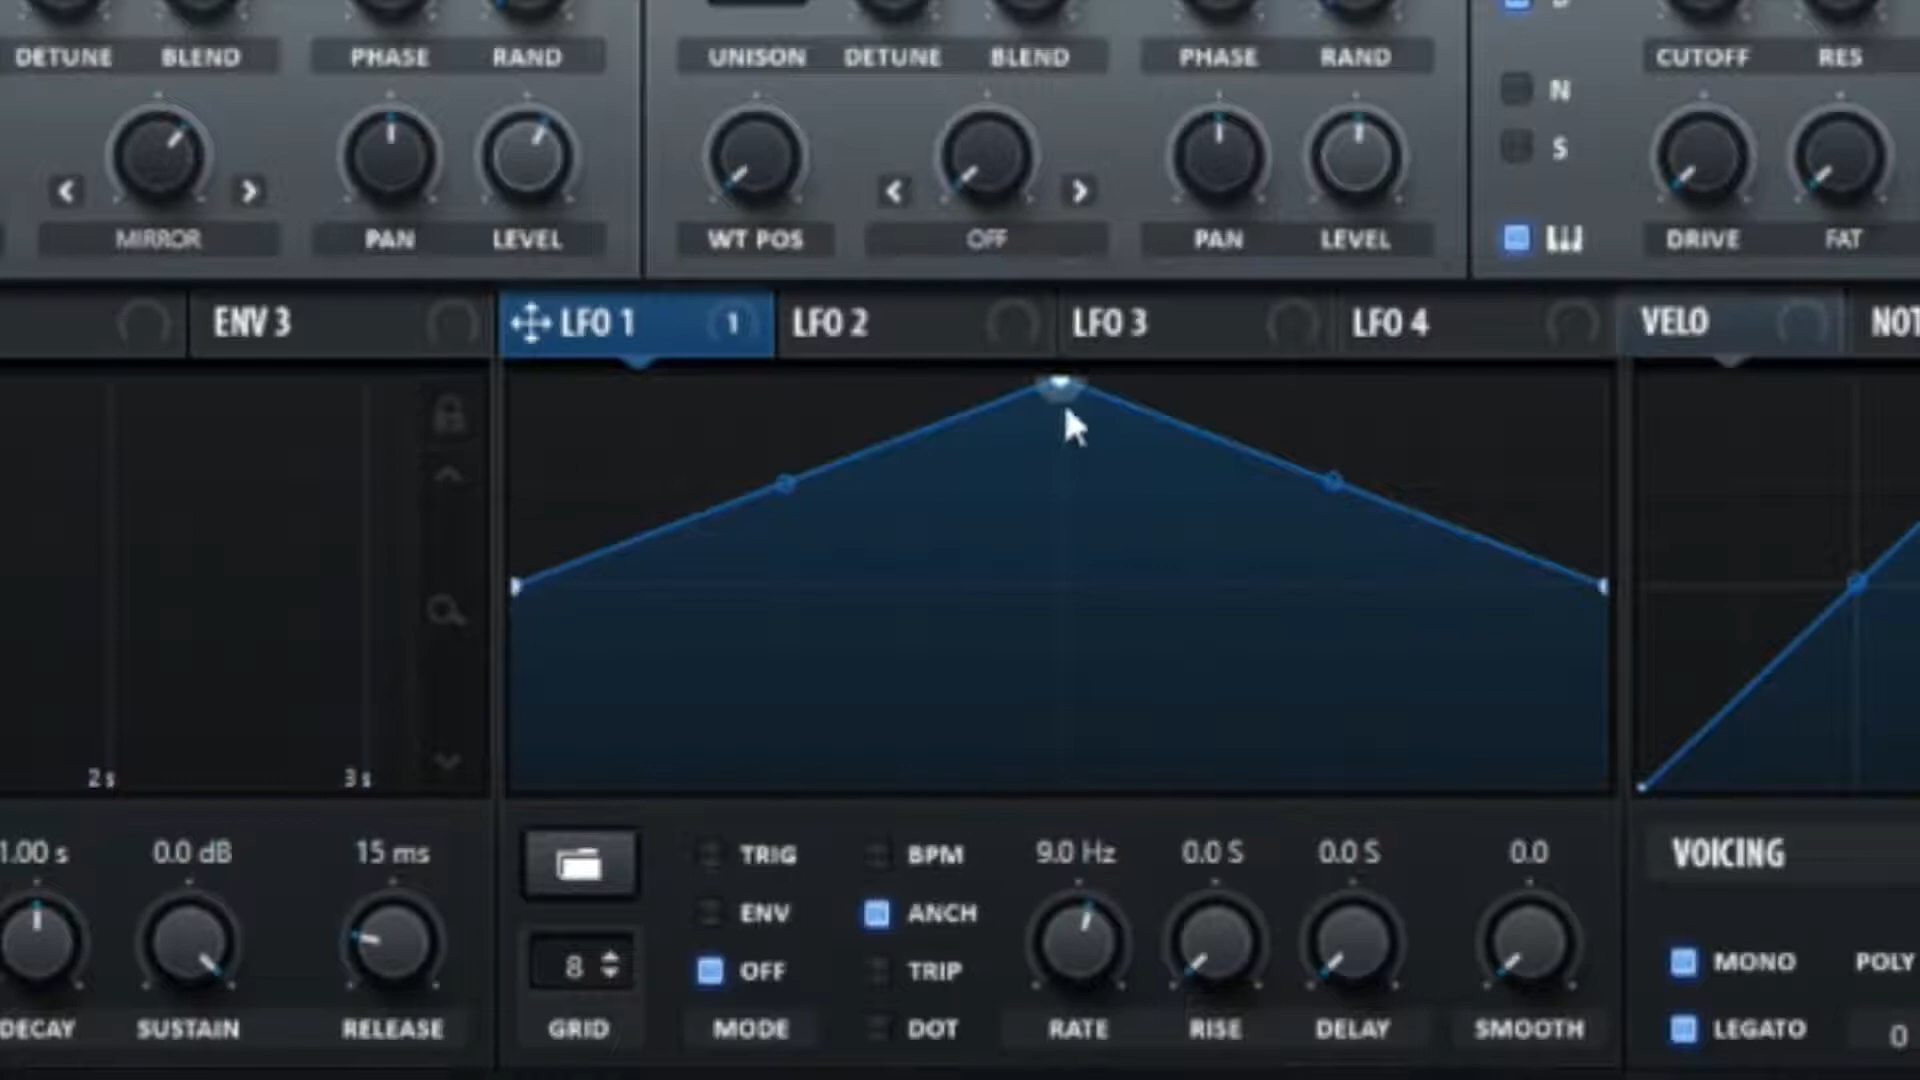 DETUNE BLEND PHASE RAND UNISON DETUNE BLEND PHASE RAND CUTOFF RES
N
S
MIRROR PAN LEVEL WT POS OFF PAN LEVEL DRIVE FAT
ENV 3 LFO 1 1 LFO 2 LFO 3 LFO 4 VELO NOT
2 s 3 s
1.00 s 0.0 dB 15 ms TRIG BPM 9.0 Hz 0.0 S 0.0 S 0.0 VOICING
ENV ANCH
8 OFF TRIP MONO POLY
DECAY SUSTAIN RELEASE GRID MODE DOT RATE RISE DELAY SMOOTH LEGATO 0